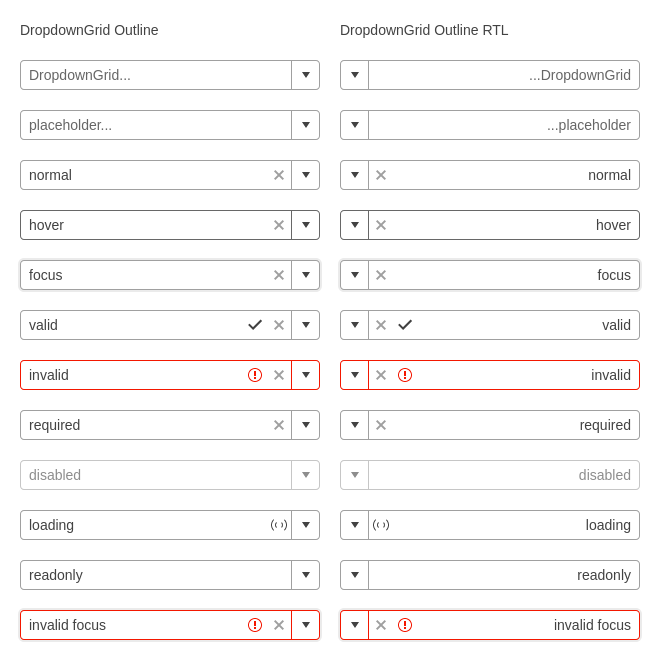 DropdownGrid Outline
DropdownGrid...
placeholder...
normal
hover
focus
valid
invalid
required
disabled
loading
readonly
invalid focus
DropdownGrid Outline RTL
...DropdownGrid
...placeholder
normal
hover
focus
valid
invalid
required
disabled
loading
readonly
invalid focus